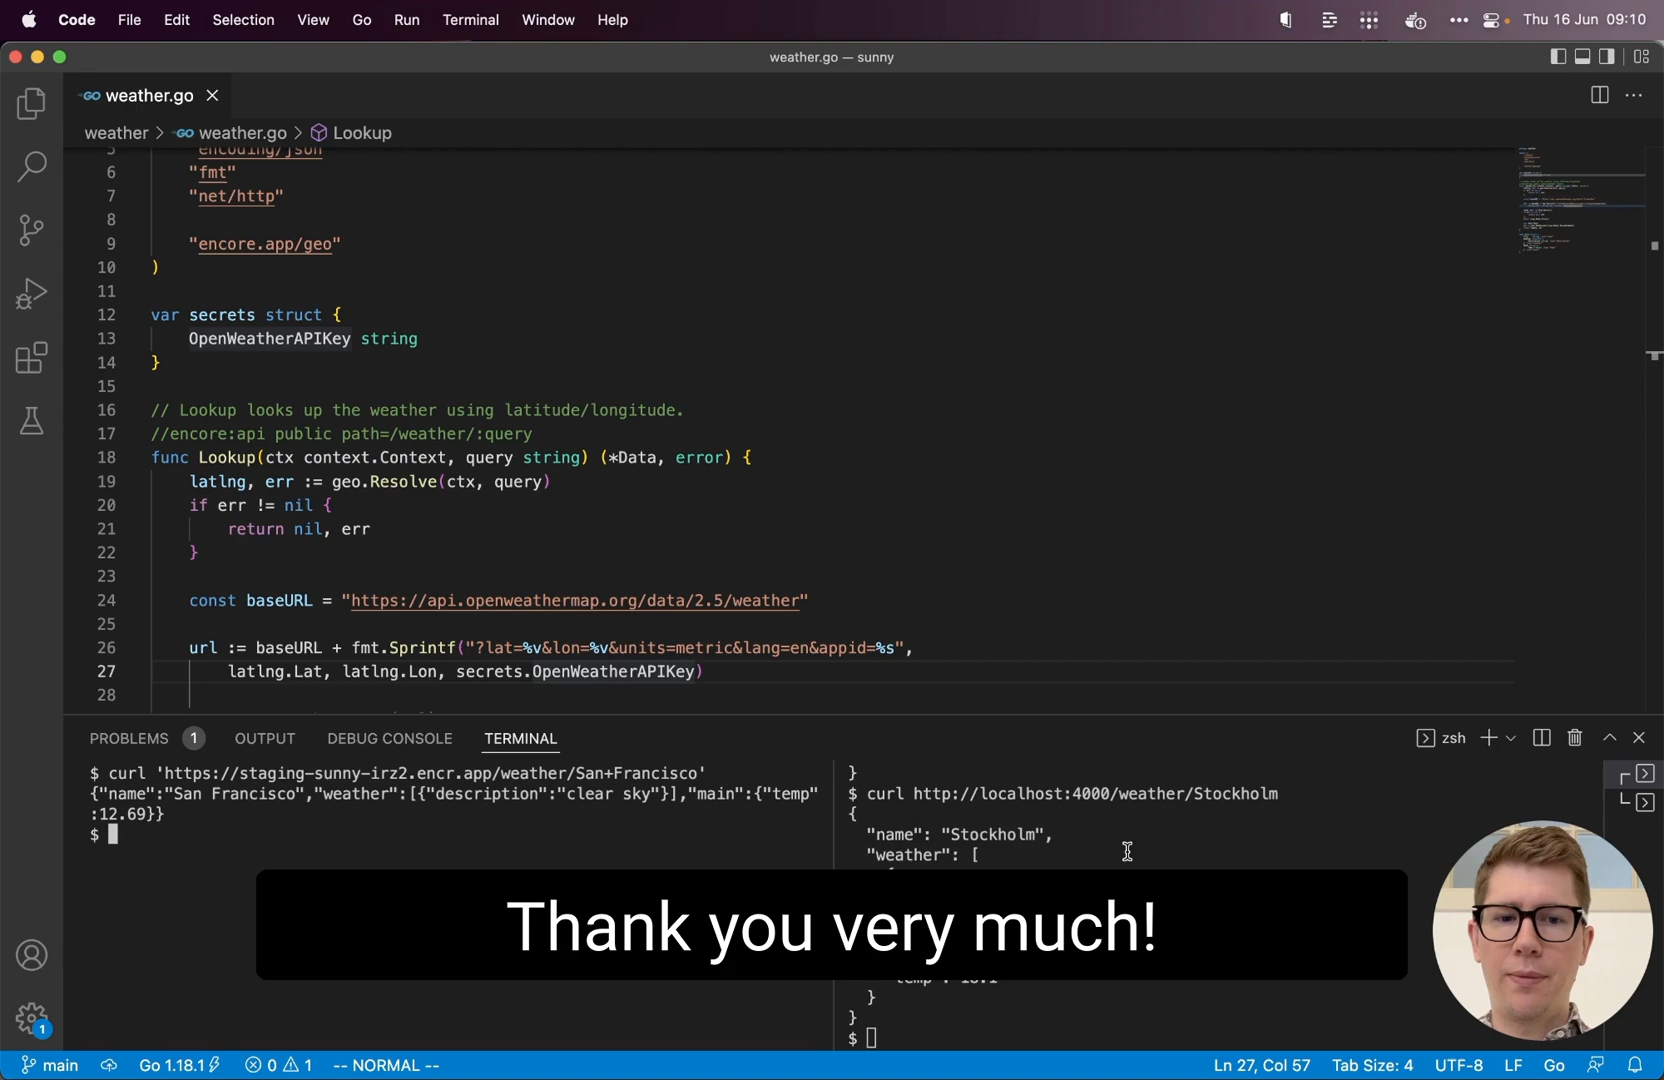 Code File Edit Selection View Go Run Terminal Window Help Thu 16 Jun 09:10
weather.go — sunny
GO weather.go
weather > GO weather.go > Lookup
5 "encoding/json"
6 "fmt"
7 "net/http"
8
9 "encore.app/geo"
10 )
11
12 var secrets struct {
13 OpenWeatherAPIKey string
14 }
15
16 // Lookup looks up the weather using latitude/longitude.
17 //encore:api public path=/weather/:query
18 func Lookup(ctx context.Context, query string) (*Data, error) {
19 latlng, err := geo.Resolve(ctx, query)
20 if err != nil {
21 return nil, err
22 }
23
24 const baseURL = "https://api.openweathermap.org/data/2.5/weather"
25
26 url := baseURL + fmt.Sprintf("?lat=%v&lon=%v&units=metric&lang=en&appid=%s",
27 latlng.Lat, latlng.Lon, secrets.OpenWeatherAPIKey)
28
PROBLEMS 1 OUTPUT DEBUG CONSOLE TERMINAL zsh
$ curl 'https://staging-sunny-irz2.encr.app/weather/San+Francisco'
{"name":"San Francisco","weather":[{"description":"clear sky"}],"main":{"temp"
:12.69}}
$
}
$ curl http://localhost:4000/weather/Stockholm
{
"name": "Stockholm",
"weather": [
Thank you very much!
}
}
$
1
main Go 1.18.1 0 1 -- NORMAL -- Ln 27, Col 57 Tab Size: 4 UTF-8 LF Go